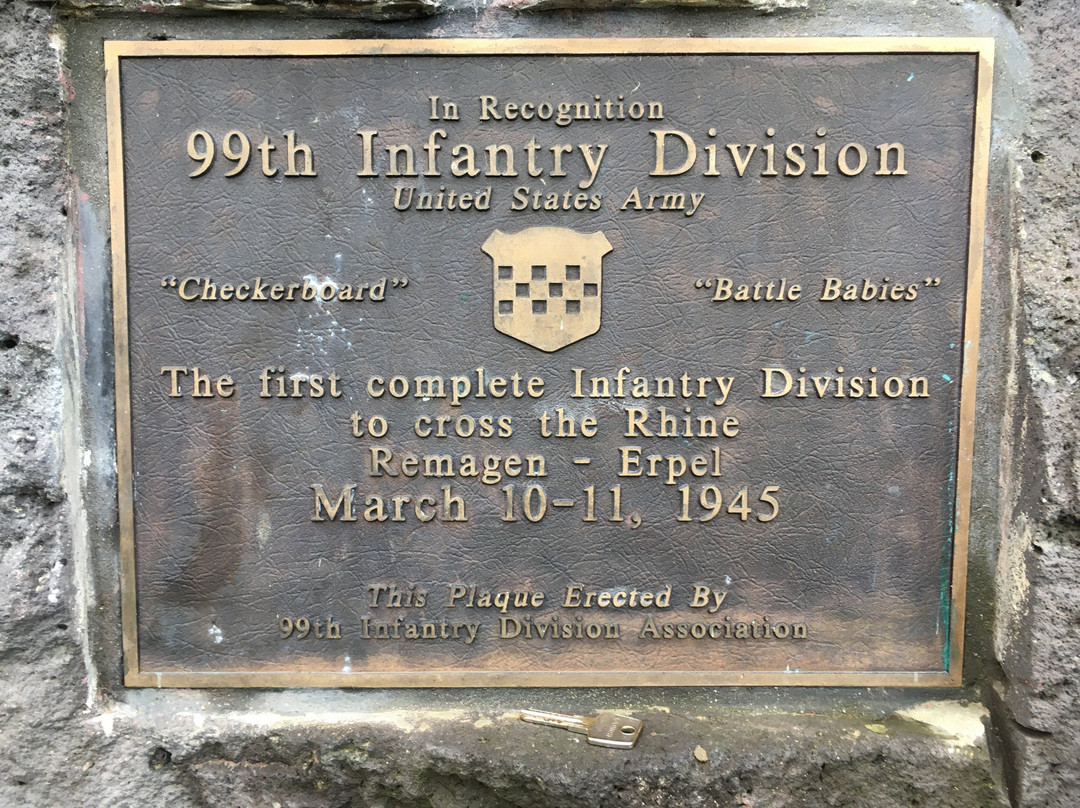 In Recognition
99th Infantry Division
United States Army
"Checkerboard" "Battle Babies"
The first complete Infantry Division
to cross the Rhine
Remagen - Erpel
March 10-11, 1945
This Plaque Erected By
99th Infantry Division Association